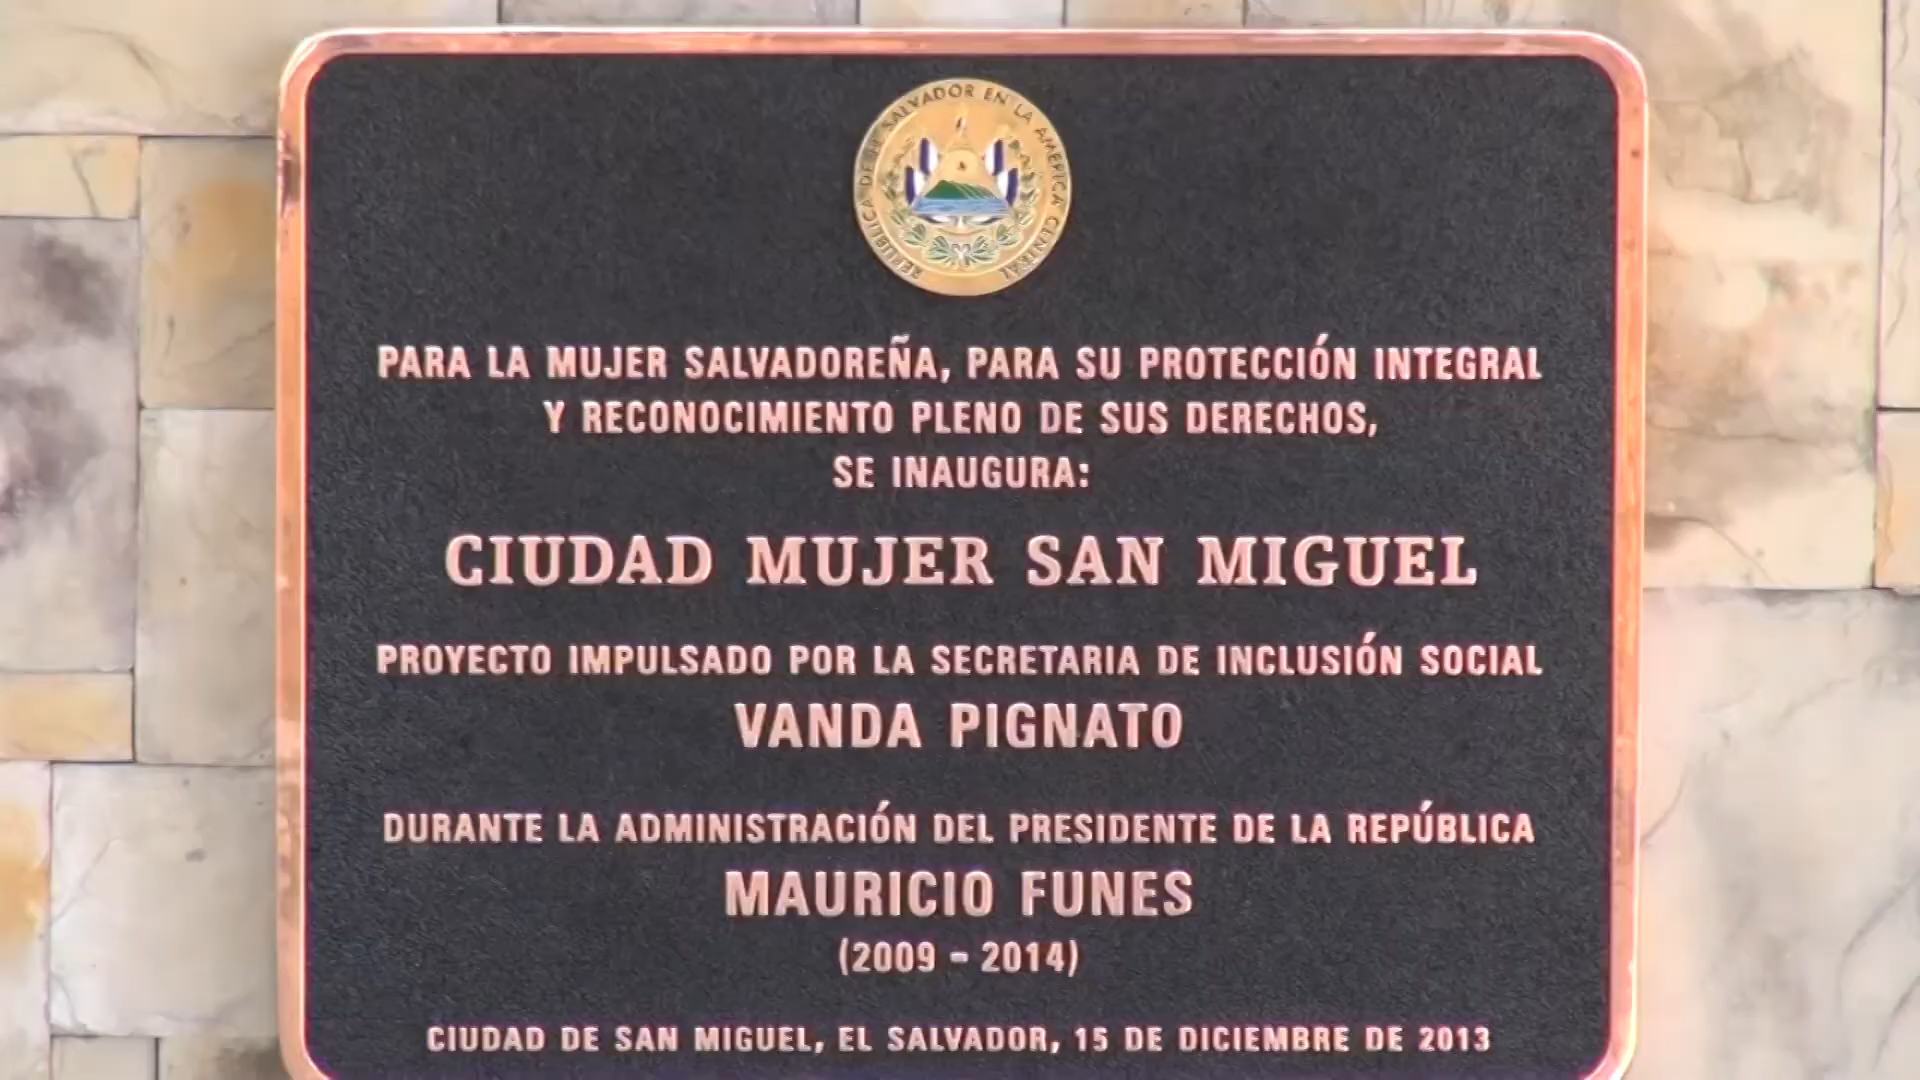 REPÚBLICA DE EL SALVADOR EN LA AMÉRICA CENTRAL
PARA LA MUJER SALVADOREÑA, PARA SU PROTECCIÓN INTEGRAL
Y RECONOCIMIENTO PLENO DE SUS DERECHOS,
SE INAUGURA:
CIUDAD MUJER SAN MIGUEL
PROYECTO IMPULSADO POR LA SECRETARIA DE INCLUSIÓN SOCIAL
VANDA PIGNATO
DURANTE LA ADMINISTRACIÓN DEL PRESIDENTE DE LA REPÚBLICA
MAURICIO FUNES
(2009 - 2014)
CIUDAD DE SAN MIGUEL, EL SALVADOR, 15 DE DICIEMBRE DE 2013